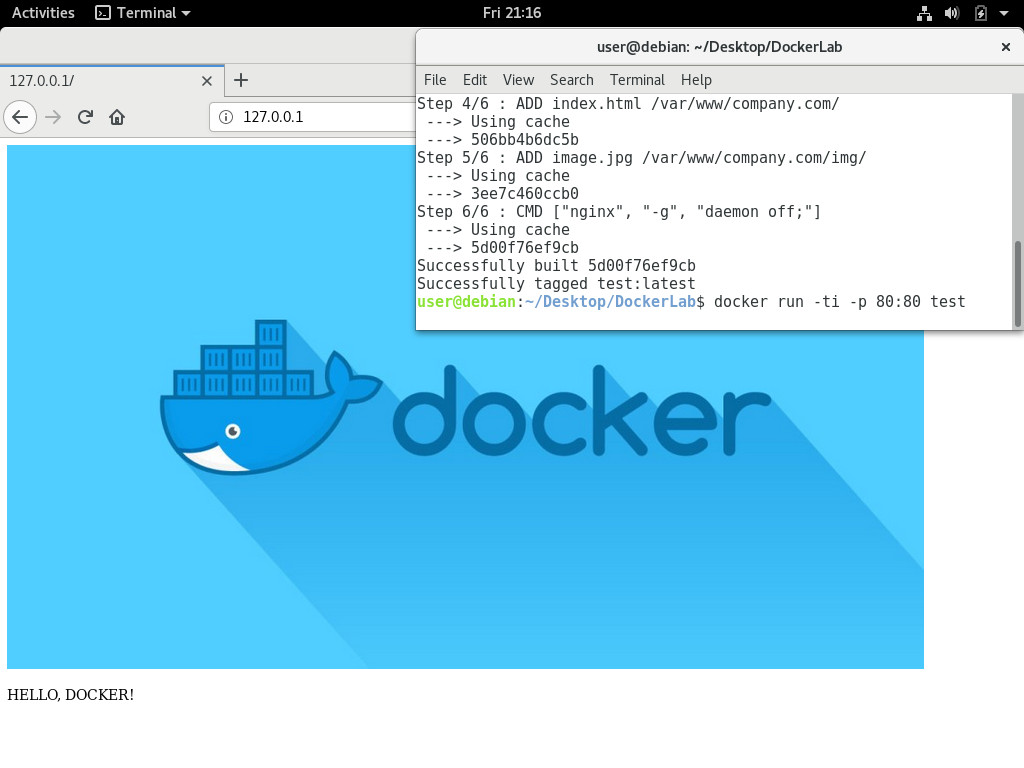 Activities Terminal Fri 21:16
user@debian: ~/Desktop/DockerLab
File Edit View Search Terminal Help
Step 4/6 : ADD index.html /var/www/company.com/
 ---> Using cache
 ---> 506bb4b6dc5b
Step 5/6 : ADD image.jpg /var/www/company.com/img/
 ---> Using cache
 ---> 3ee7c460ccb0
Step 6/6 : CMD ["nginx", "-g", "daemon off;"]
 ---> Using cache
 ---> 5d00f76ef9cb
Successfully built 5d00f76ef9cb
Successfully tagged test:latest
user@debian:~/Desktop/DockerLab$ docker run -ti -p 80:80 test
127.0.0.1/
127.0.0.1
docker
HELLO, DOCKER!